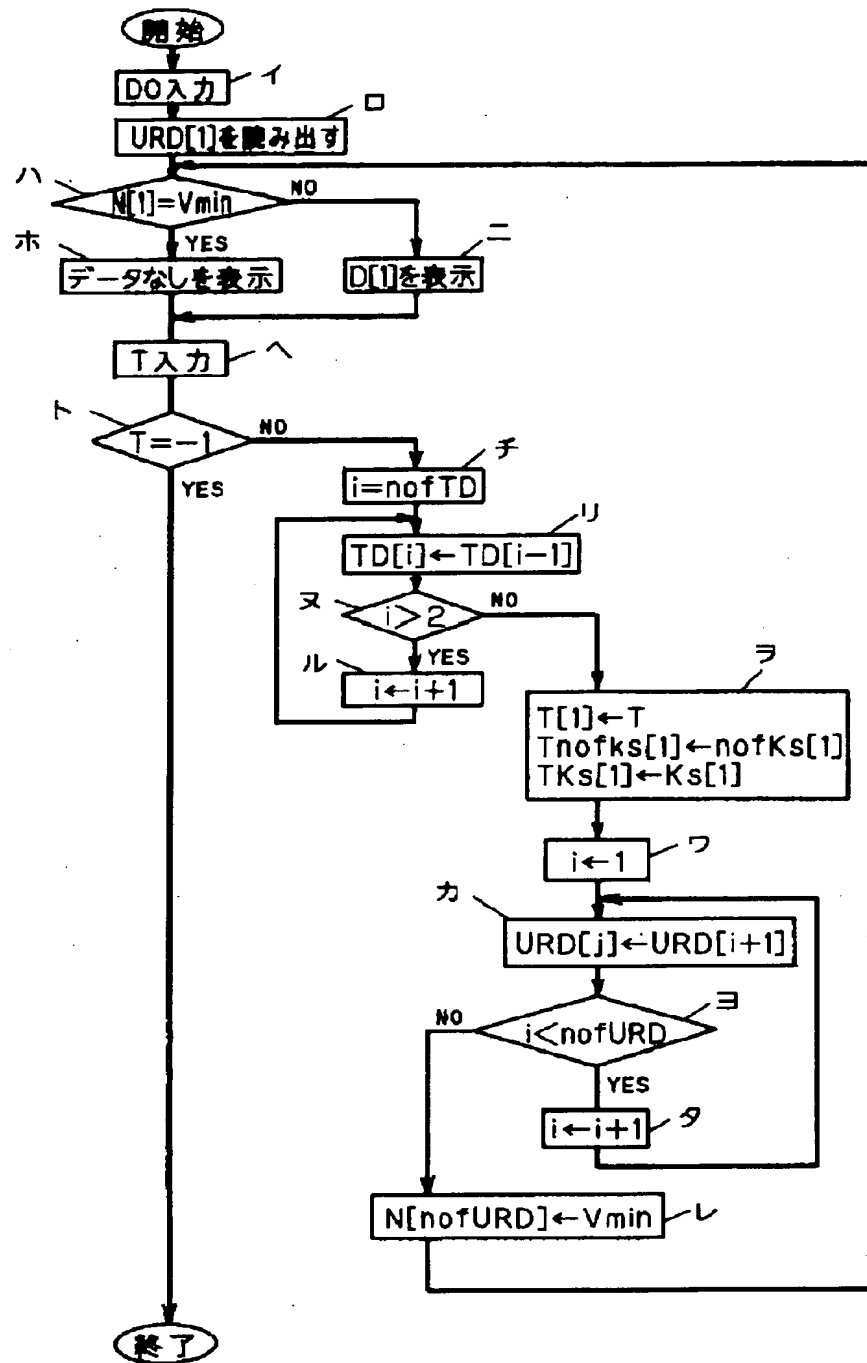 開始
DO入力
イ
URD[1]を読み出す
ロ
ハ
N[1]=Vmin
NO
YES
ホ
データなしを表示
ニ
D[1]を表示
T入力
ヘ
ト
T=-1
NO
YES
チ
i=nofTD
リ
TD[i]←TD[i-1]
ヌ
i>2
NO
YES
ル
i←i+1
ヲ
T[1]←T
Tnofks[1]←nofKs[1]
TKs[1]←Ks[1]
ワ
i←1
カ
URD[j]←URD[i+1]
ヨ
i<nofURD
NO
YES
i←i+1
タ
N[nofURD]←Vmin
レ
終了